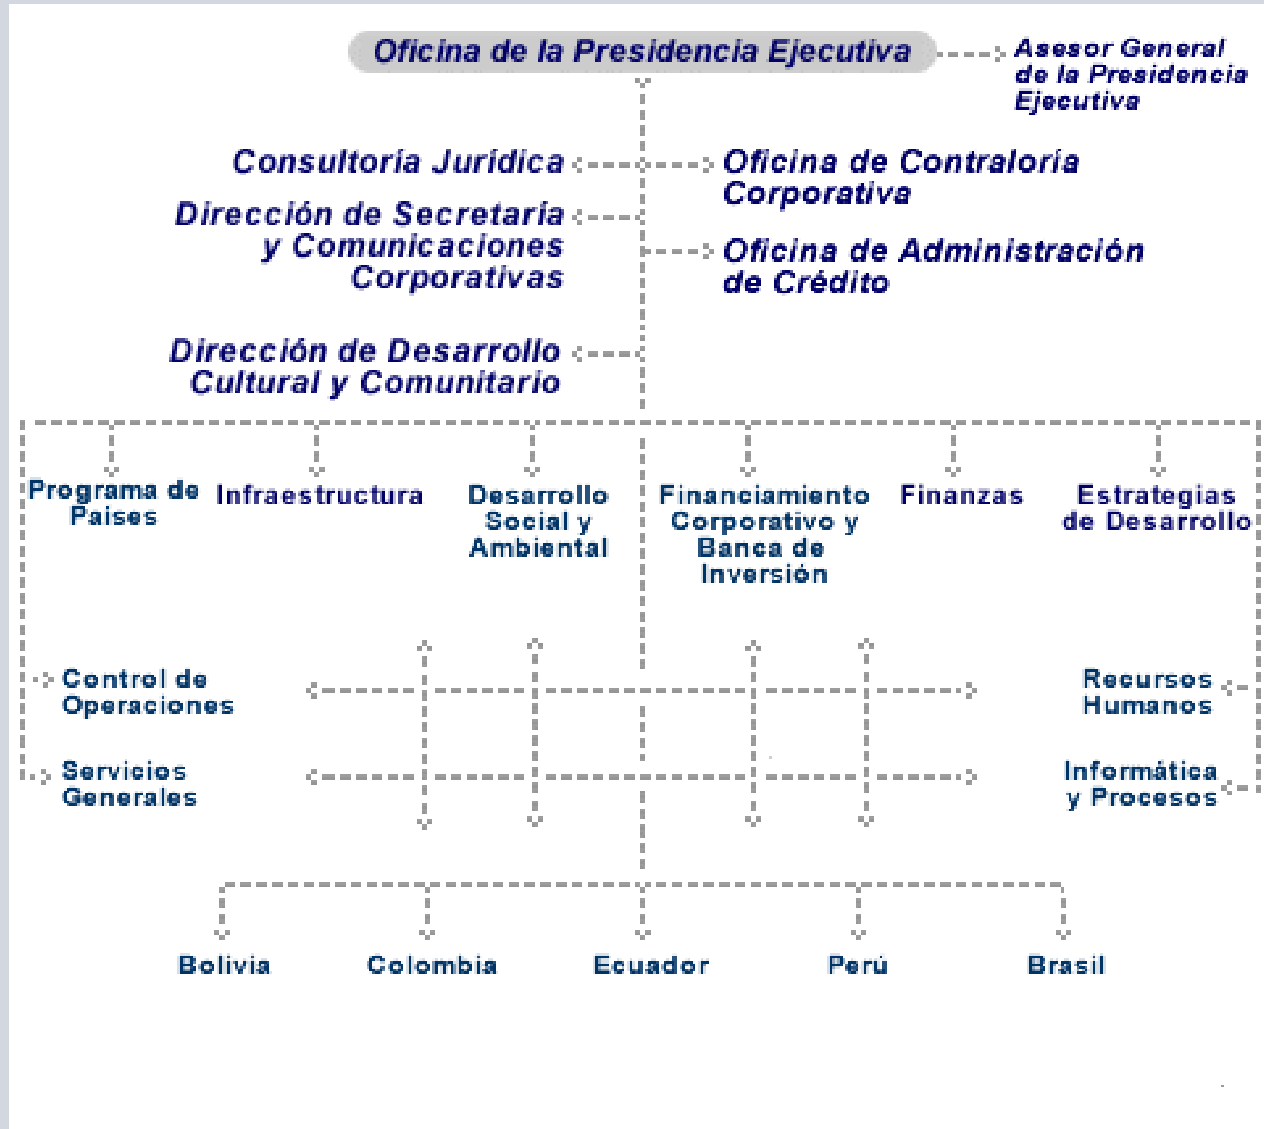 Oficina de la Presidencia Ejecutiva
Asesor General
de la Presidencia
Ejecutiva
Consultoría Jurídica
Oficina de Contraloría
Corporativa
Dirección de Secretaría
y Comunicaciones
Corporativas
Oficina de Administración
de Crédito
Dirección de Desarrollo
Cultural y Comunitario
Programa de
Paises
Infraestructura
Desarrollo
Social y
Ambiental
Financiamiento
Corporativo y
Banca de
Inversión
Finanzas
Estrategias
de Desarrollo
Control de
Operaciones
Recursos
Humanos
Servicios
Generales
Informática
y Procesos
Bolivia
Colombia
Ecuador
Perú
Brasil